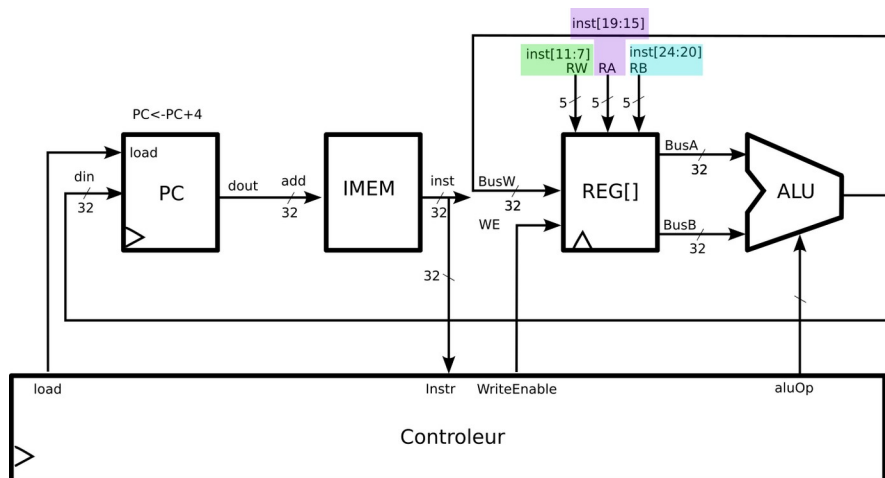 inst[19:15]
inst[11:7]
inst[24:20]
RW
RA
RB
5
5
5
PC<-PC+4
load
din
32
PC
dout
add
32
IMEM
inst
32
BusW
32
WE
REG[]
BusA
32
BusB
32
ALU
32
load
Instr
WriteEnable
aluOp
Controleur